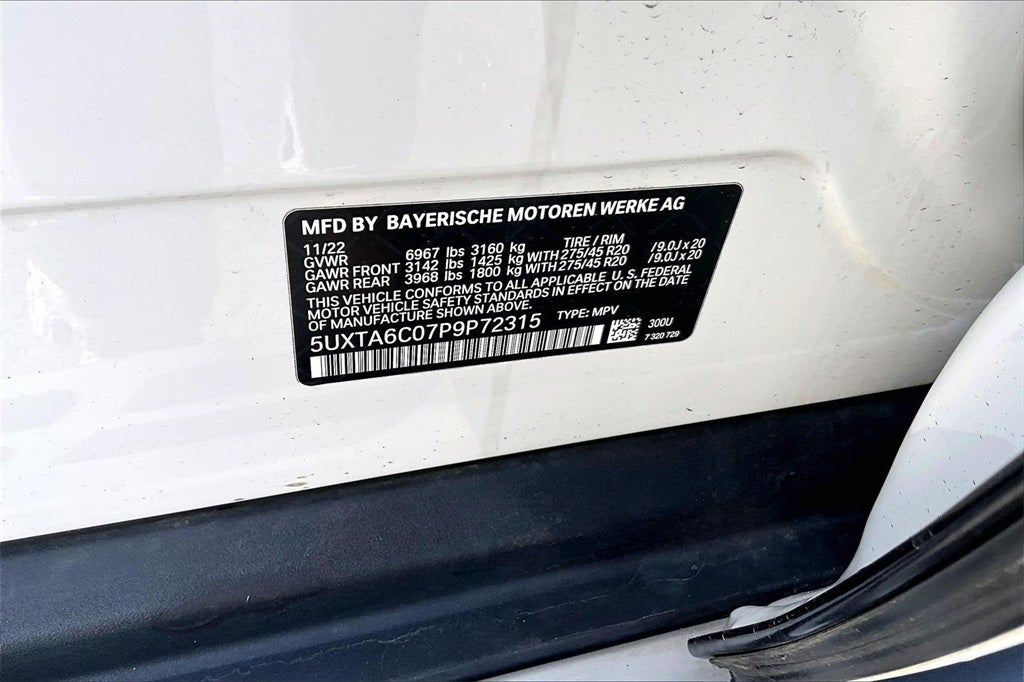 MFD BY BAYERISCHE MOTOREN WERKE AG
11/22 TIRE / RIM
GVWR 6967 lbs 3160 kg
GAWR FRONT 3142 lbs 1425 kg WITH 275/45 R20 /9.0J x 20
GAWR REAR 3968 lbs 1800 kg WITH 275/45 R20 /9.0J x 20
THIS VEHICLE CONFORMS TO ALL APPLICABLE U. S. FEDERAL
MOTOR VEHICLE SAFETY STANDARDS IN EFFECT ON THE DATE
OF MANUFACTURE SHOWN ABOVE.
5UXTA6C07P9P72315 TYPE: MPV
300U
7 320 729